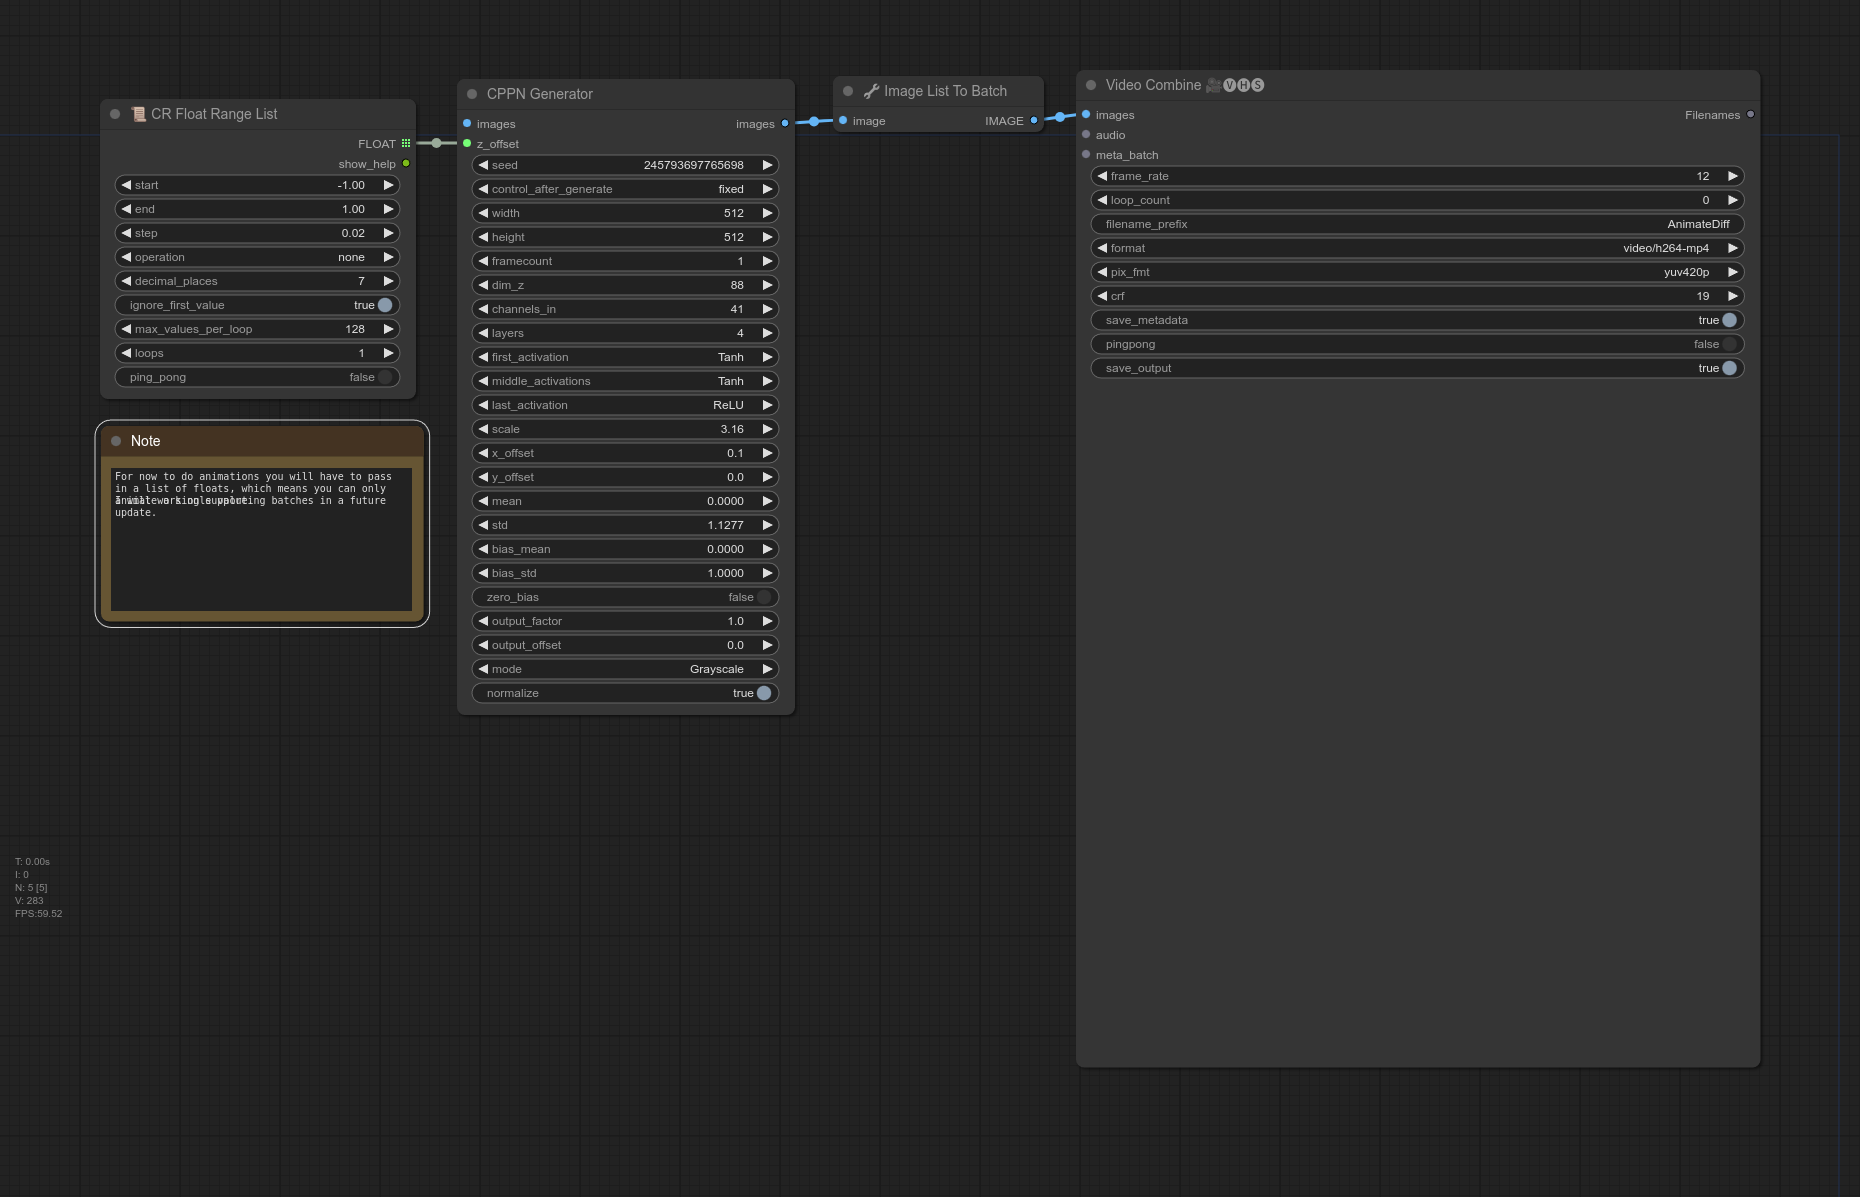 CR Float Range List
FLOAT
show_help
start -1.00
end 1.00
step 0.02
operation none
decimal_places 7
ignore_first_value true
max_values_per_loop 128
loops 1
ping_pong false
Note
For now to do animations you will have to pass
in a list of floats, which means you can only
batches in a future
update.
CPPN Generator
images images
z_offset
seed 245793697765698
control_after_generate fixed
width 512
height 512
framecount 1
dim_z 88
channels_in 41
layers 4
first_activation Tanh
middle_activations Tanh
last_activation ReLU
scale 3.16
x_offset 0.1
y_offset 0.0
mean 0.0000
std 1.1277
bias_mean 0.0000
bias_std 1.0000
zero_bias false
output_factor 1.0
output_offset 0.0
mode Grayscale
normalize true
Image List To Batch
image IMAGE
Video Combine VHS
images Filenames
audio
meta_batch
frame_rate 12
loop_count 0
filename_prefix AnimateDiff
format video/h264-mp4
pix_fmt yuv420p
crf 19
save_metadata true
pingpong false
save_output true
T: 0.00s
I: 0
N: 5 [5]
V: 283
FPS:59.52